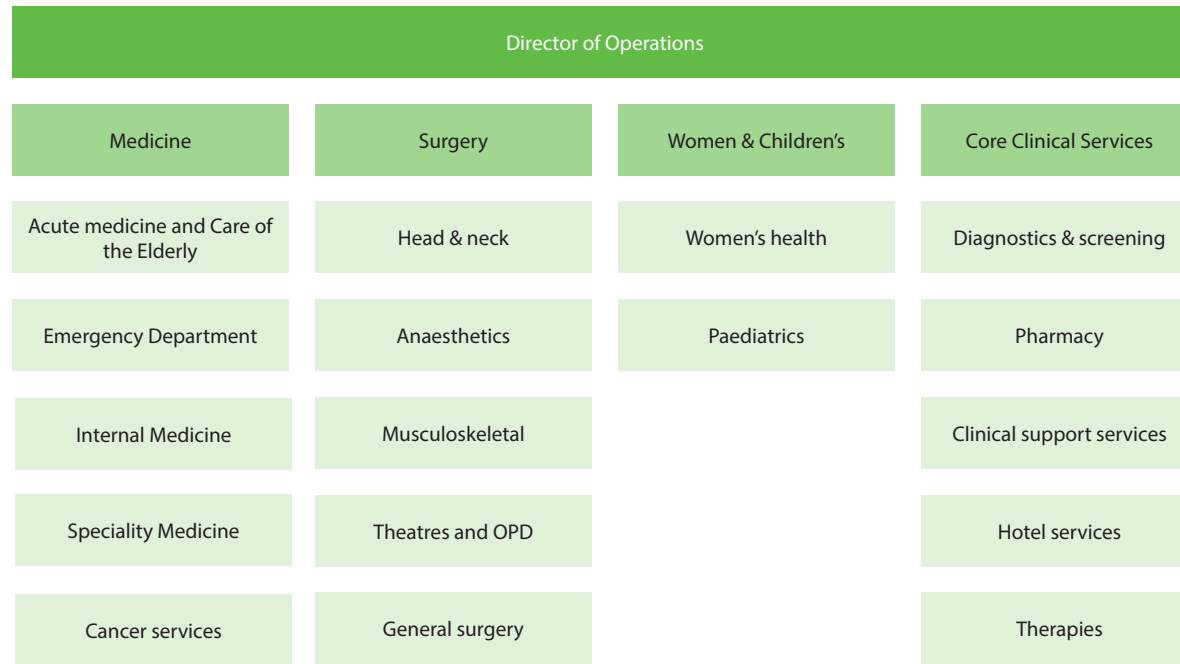 Director of Operations
Medicine
Surgery
Women & Children's
Core Clinical Services
Acute medicine and Care of
the Elderly
Head & neck
Women's health
Diagnostics & screening
Emergency Department
Anaesthetics
Paediatrics
Pharmacy
Internal Medicine
Musculoskeletal
Clinical support services
Speciality Medicine
Theatres and OPD
Hotel services
Cancer services
General surgery
Therapies